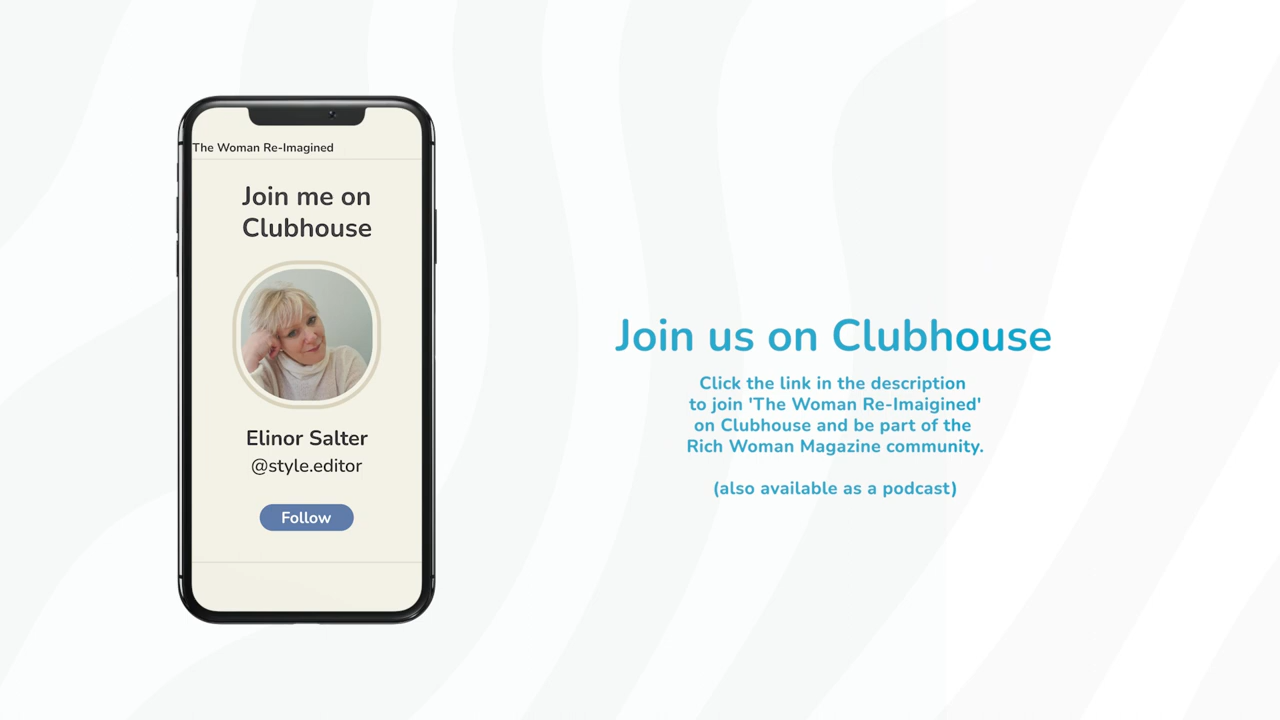 The Woman Re-Imagined
Join me on
Clubhouse
Elinor Salter
@style.editor
Follow
Join us on Clubhouse
Click the link in the description
to join 'The Woman Re-Imaigined'
on Clubhouse and be part of the
Rich Woman Magazine community.
(also available as a podcast)